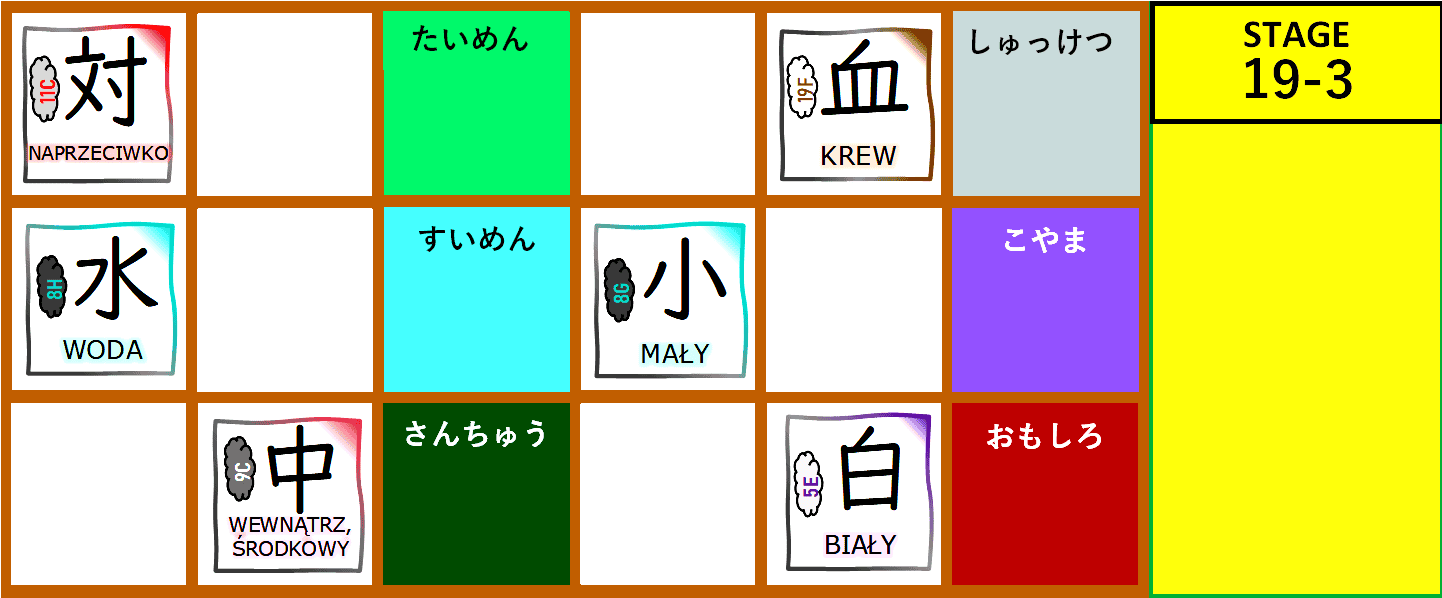 11C
対
NAPRZECIWKO
たいめん
19F
血
KREW
しゅっけつ
STAGE
19-3
8H
水
WODA
すいめん
8G
小
MAŁY
こやま
9C
中
WEWNĄTRZ,
ŚRODKOWY
さんちゅう
5E
白
BIAŁY
おもしろ